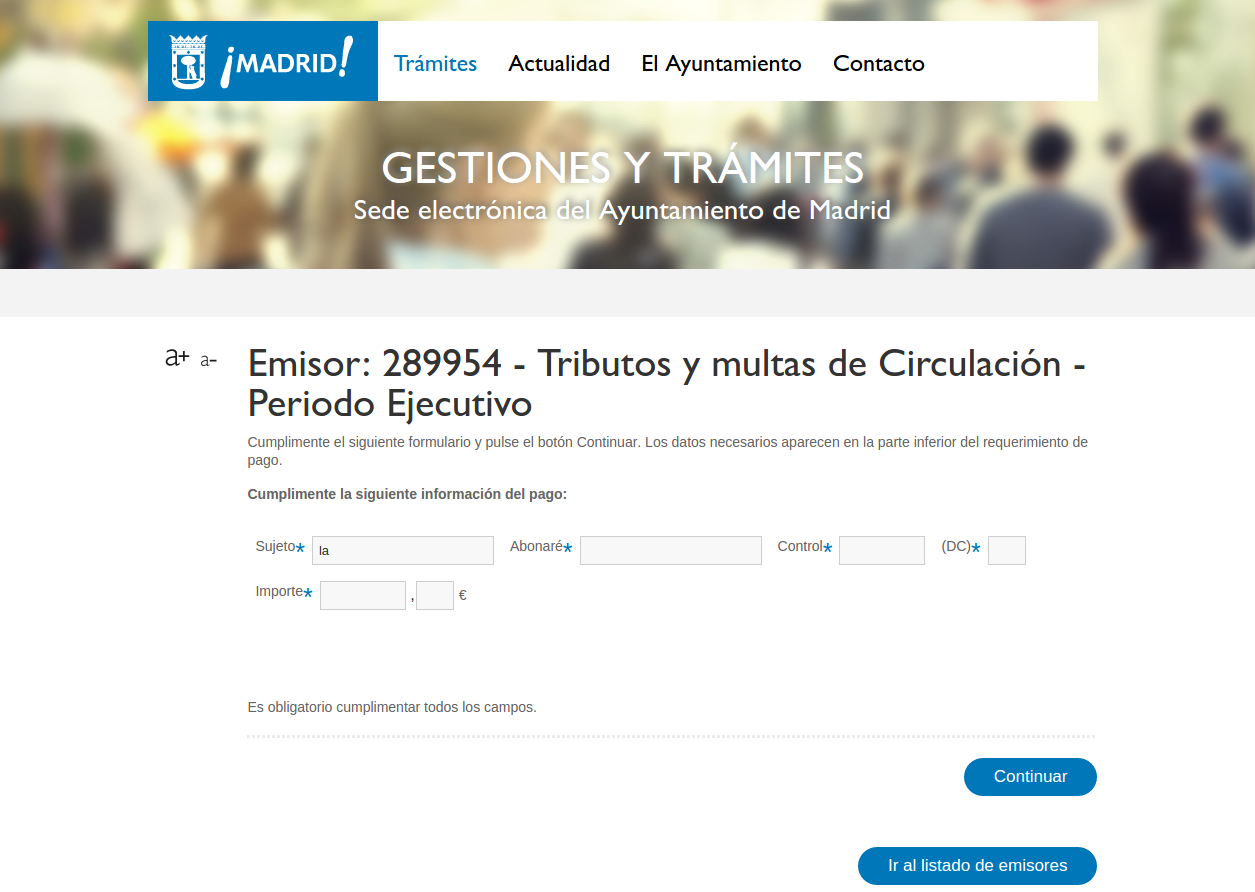 ¡MADRID!
Trámites Actualidad El Ayuntamiento Contacto
GESTIONES Y TRÁMITES
Sede electrónica del Ayuntamiento de Madrid
a+ a-
Emisor: 289954 - Tributos y multas de Circulación -
Periodo Ejecutivo
Cumplimente el siguiente formulario y pulse el botón Continuar. Los datos necesarios aparecen en la parte inferior del requerimiento de
pago.
Cumplimente la siguiente información del pago:
Sujeto* la Abonaré* Control* (DC)*
Importe* , €
Es obligatorio cumplimentar todos los campos.
Continuar
Ir al listado de emisores